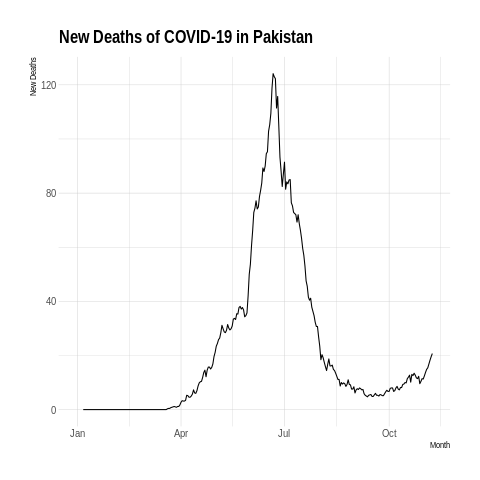 New Deaths of COVID-19 in Pakistan
New Deaths
120
80
40
0
Jan Apr Jul Oct
Month